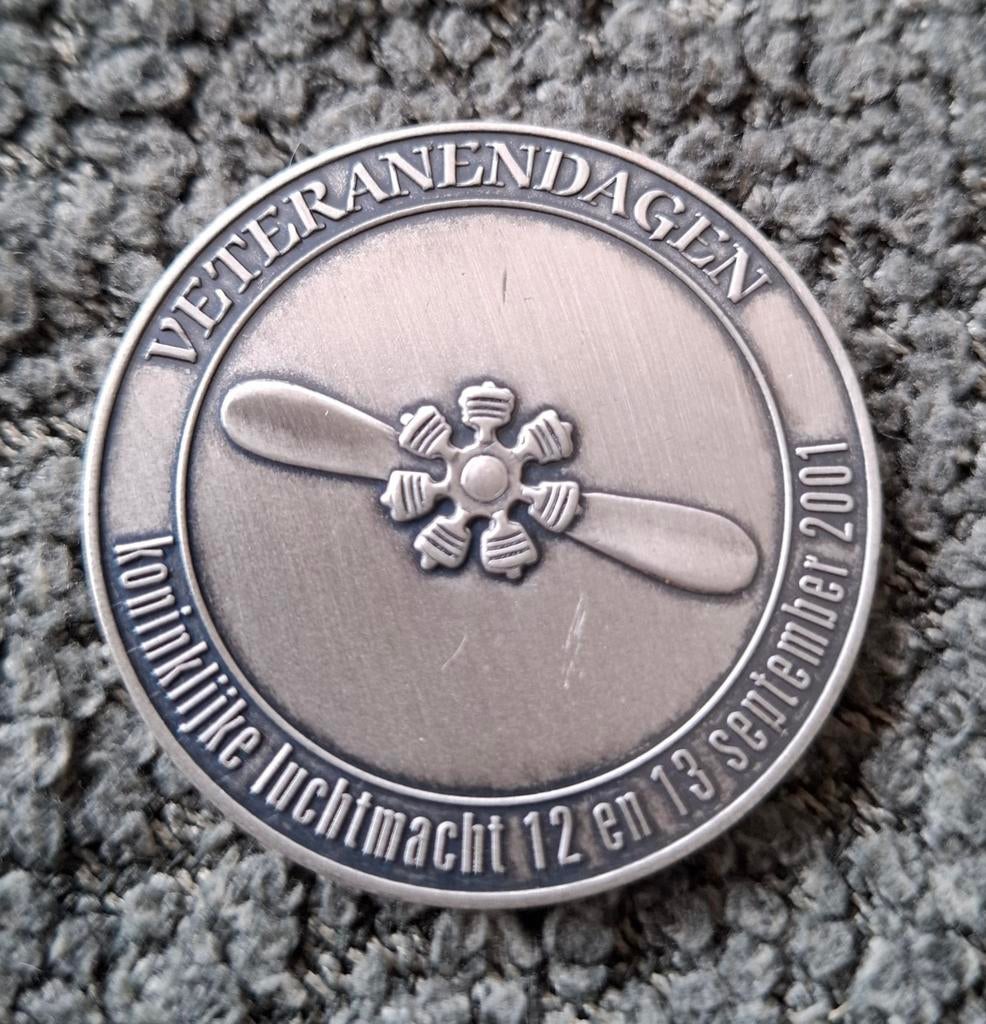 VETERANENDAGEN
koninklijke luchtmacht 12 en 13 september 2001